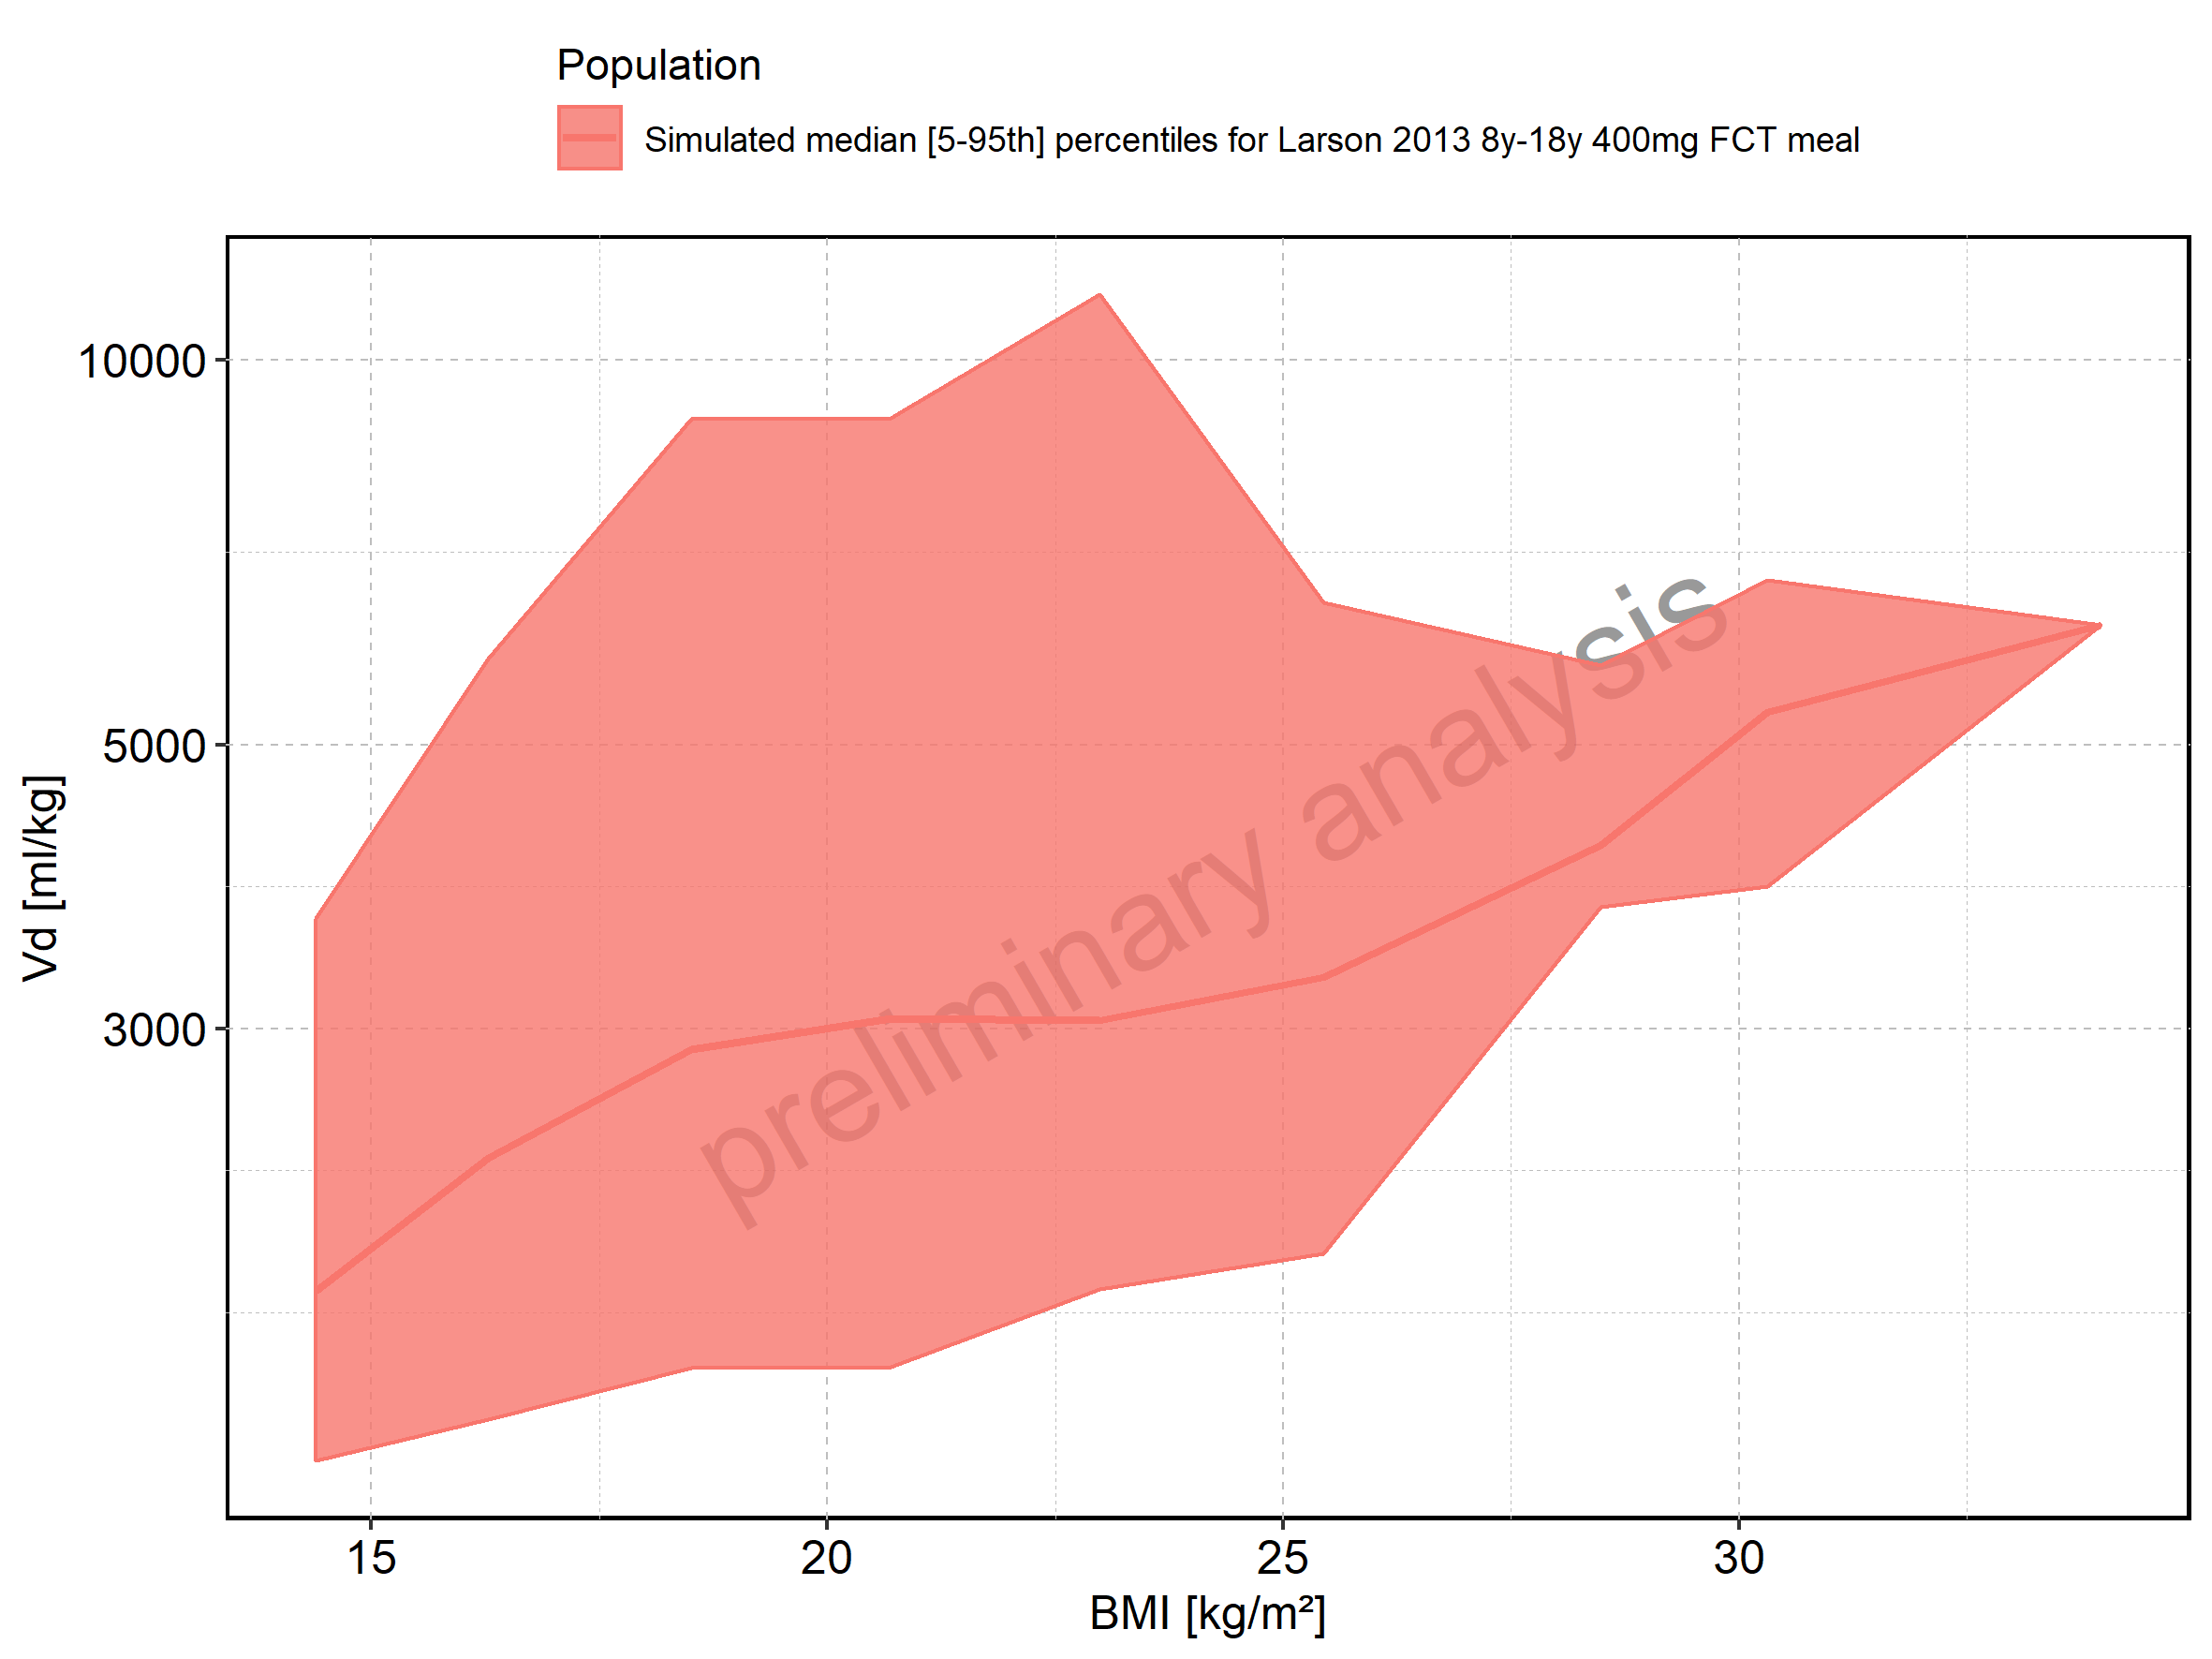 Population
Simulated median [5-95th] percentiles for Larson 2013 8y-18y 400mg FCT meal
10000
5000
3000
Vd [ml/kg]
preliminary analysis
15
20
25
30
BMI [kg/m²]